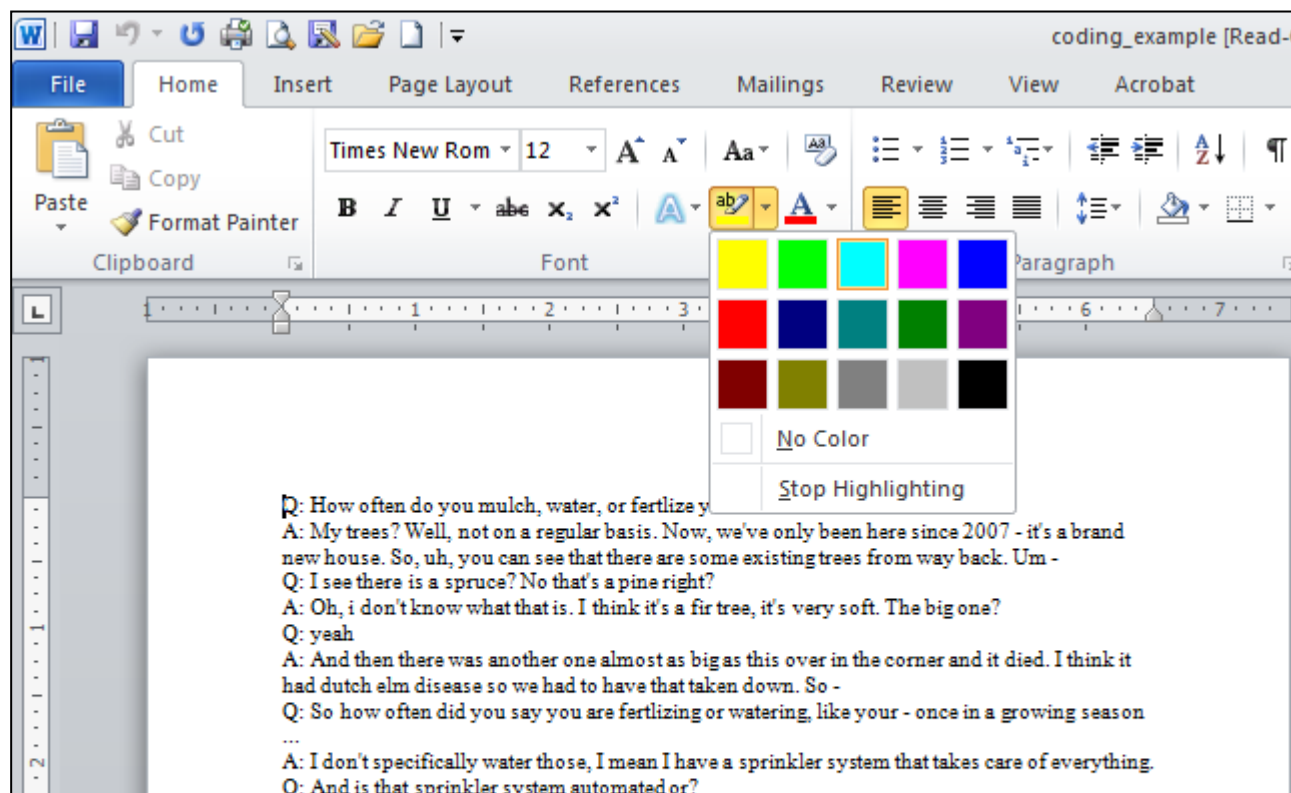 coding_example [Read-
File Home Insert Page Layout References Mailings Review View Acrobat
Cut
Times New Rom 12
Copy
Paste
Format Painter
Clipboard Font Paragraph
No Color
Stop Highlighting
Q: How often do you mulch, water, or fertlize y
A: My trees? Well, not on a regular basis. Now, we've only been here since 2007 - it's a brand
new house. So, uh, you can see that there are some existing trees from way back. Um -
Q: I see there is a spruce? No that's a pine right?
A: Oh, i don't know what that is. I think it's a fir tree, it's very soft. The big one?
Q: yeah
A: And then there was another one almost as big as this over in the corner and it died. I think it
had dutch elm disease so we had to have that taken down. So -
Q: So how often did you say you are fertlizing or watering, like your - once in a growing season
...
A: I don't specifically water those, I mean I have a sprinkler system that takes care of everything.
Q: And is that sprinkler system automated or?